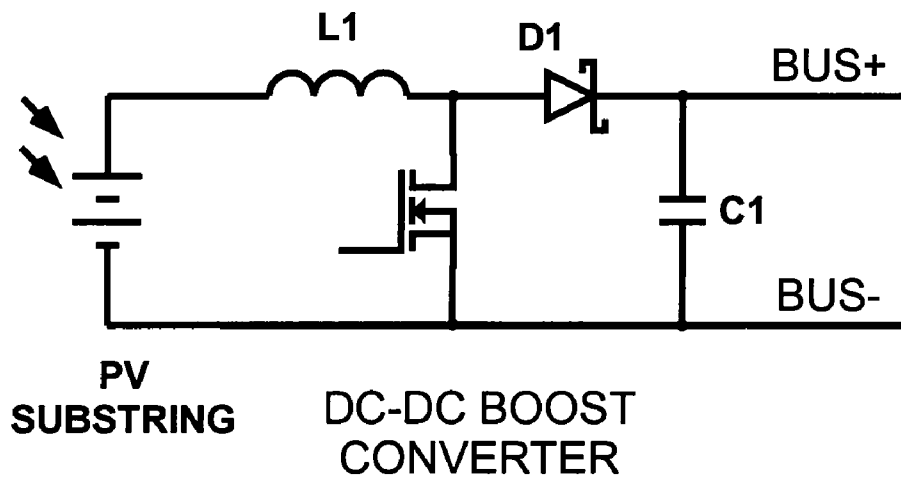 L1
D1
BUS+
C1
BUS-
PV
SUBSTRING
DC-DC BOOST
CONVERTER